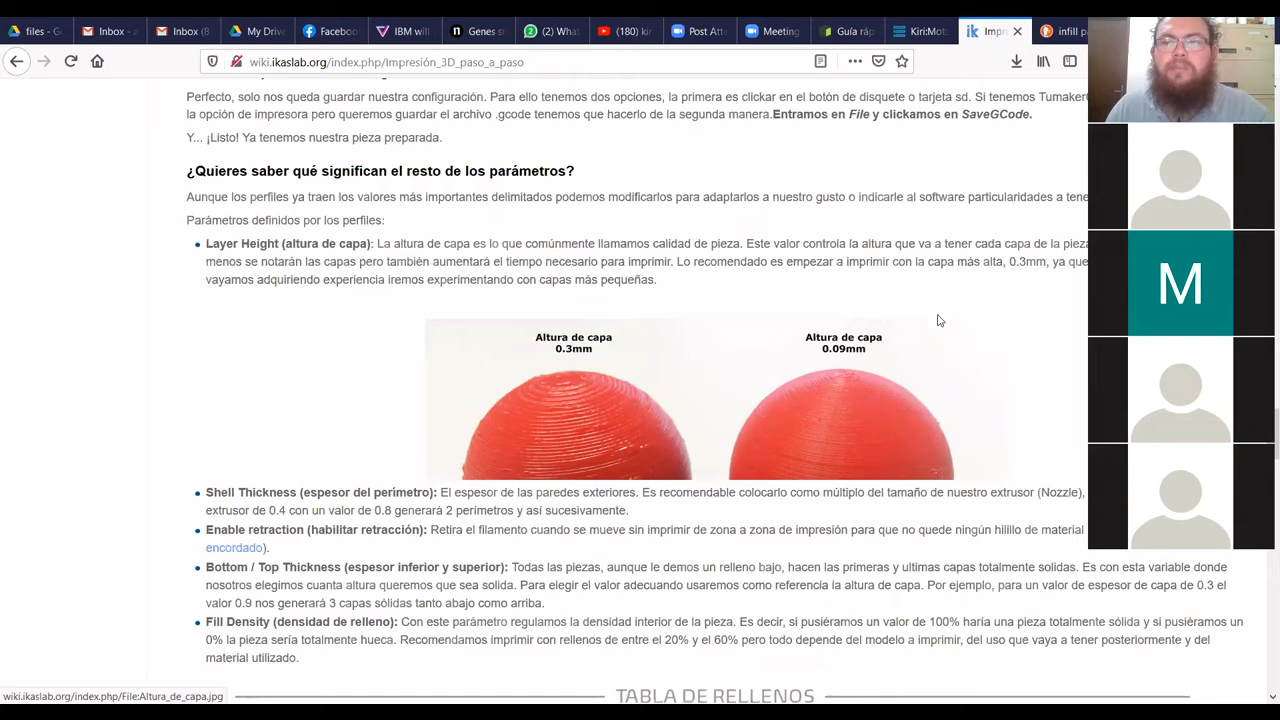 files - G
Inbox - a
Inbox (8
My Drive
Facebook
IBM will
Genes s
(2) What
(180) ki
Post Atte
Meeting
Guía ráp
Kiri:Mot
Impr
infill p
wiki.ikaslab.org/index.php/Impresión_3D_paso_a_paso
Perfecto, solo nos queda guardar nuestra configuración. Para ello tenemos dos opciones, la primera es clickar en el botón de disquete o tarjeta sd. Si tenemos Tumaker
la opción de impresora pero queremos guardar el archivo .gcode tenemos que hacerlo de la segunda manera.Entramos en File y clickamos en SaveGCode.
Y... ¡Listo! Ya tenemos nuestra pieza preparada.
¿Quieres saber qué significan el resto de los parámetros?
Aunque los perfiles ya traen los valores más importantes delimitados podemos modificarlos para adaptarlos a nuestro gusto o indicarle al software particularidades a tene
Parámetros definidos por los perfiles:
Layer Height (altura de capa): La altura de capa es lo que comúnmente llamamos calidad de pieza. Este valor controla la altura que va a tener cada capa de la pieza
menos se notarán las capas pero también aumentará el tiempo necesario para imprimir. Lo recomendado es empezar a imprimir con la capa más alta, 0.3mm, ya que
vayamos adquiriendo experiencia iremos experimentando con capas más pequeñas.
Altura de capa
0.3mm
Altura de capa
0.09mm
M
Shell Thickness (espesor del perímetro): El espesor de las paredes exteriores. Es recomendable colocarlo como múltiplo del tamaño de nuestro extrusor (Nozzle),
extrusor de 0.4 con un valor de 0.8 generará 2 perímetros y así sucesivamente.
Enable retraction (habilitar retracción): Retira el filamento cuando se mueve sin imprimir de zona a zona de impresión para que no quede ningún hilillo de material
encordado).
Bottom / Top Thickness (espesor inferior y superior): Todas las piezas, aunque le demos un relleno bajo, hacen las primeras y ultimas capas totalmente solidas. Es con esta variable donde
nosotros elegimos cuanta altura queremos que sea solida. Para elegir el valor adecuando usaremos como referencia la altura de capa. Por ejemplo, para un valor de espesor de capa de 0.3 el
valor 0.9 nos generará 3 capas sólidas tanto abajo como arriba.
Fill Density (densidad de relleno): Con este parámetro regulamos la densidad interior de la pieza. Es decir, si pusiéramos un valor de 100% haría una pieza totalmente sólida y si pusiéramos un
0% la pieza sería totalmente hueca. Recomendamos imprimir con rellenos de entre el 20% y el 60% pero todo depende del modelo a imprimir, del uso que vaya a tener posteriormente y del
material utilizado.
wiki.ikaslab.org/index.php/File:Altura_de_capa.jpg
TABLA DE RELLENOS